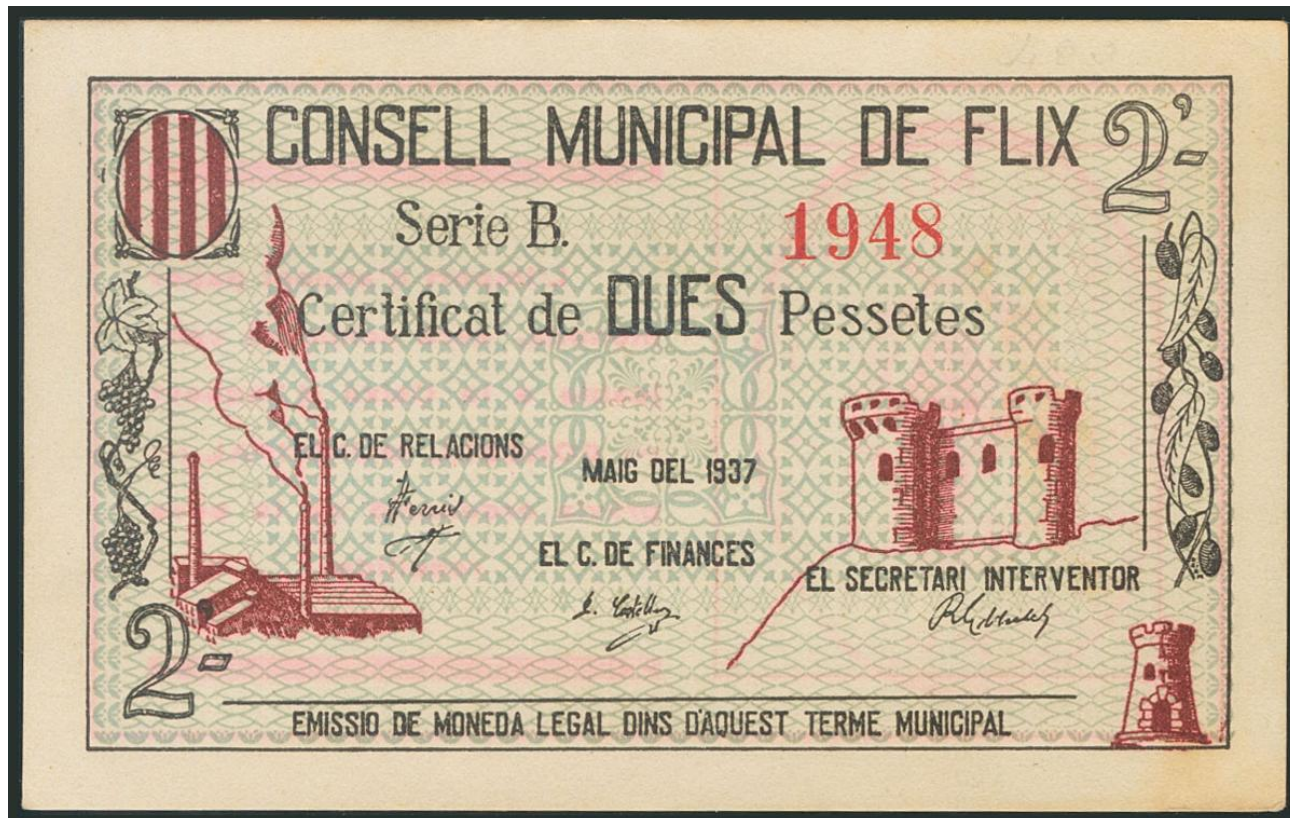 CONSELL MUNICIPAL DE FLIX 2'-
Serie B. 1948
Certificat de DUES Pessetes
EL C. DE RELACIONS
MAIG DEL 1937
EL C. DE FINANCES
EL SECRETARI INTERVENTOR
2-
EMISSIO DE MONEDA LEGAL DINS D'AQUEST TERME MUNICIPAL